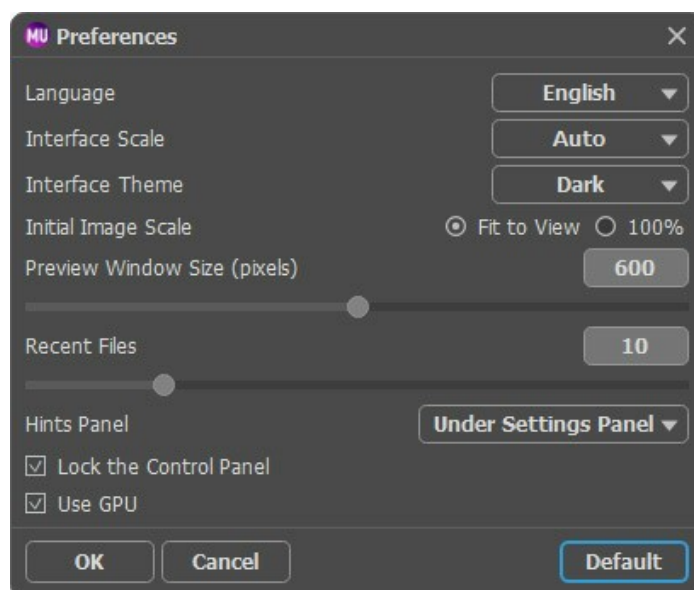 MU Preferences
Language English
Interface Scale Auto
Interface Theme Dark
Initial Image Scale Fit to View 100%
Preview Window Size (pixels) 600
Recent Files 10
Hints Panel Under Settings Panel
Lock the Control Panel
Use GPU
OK Cancel Default